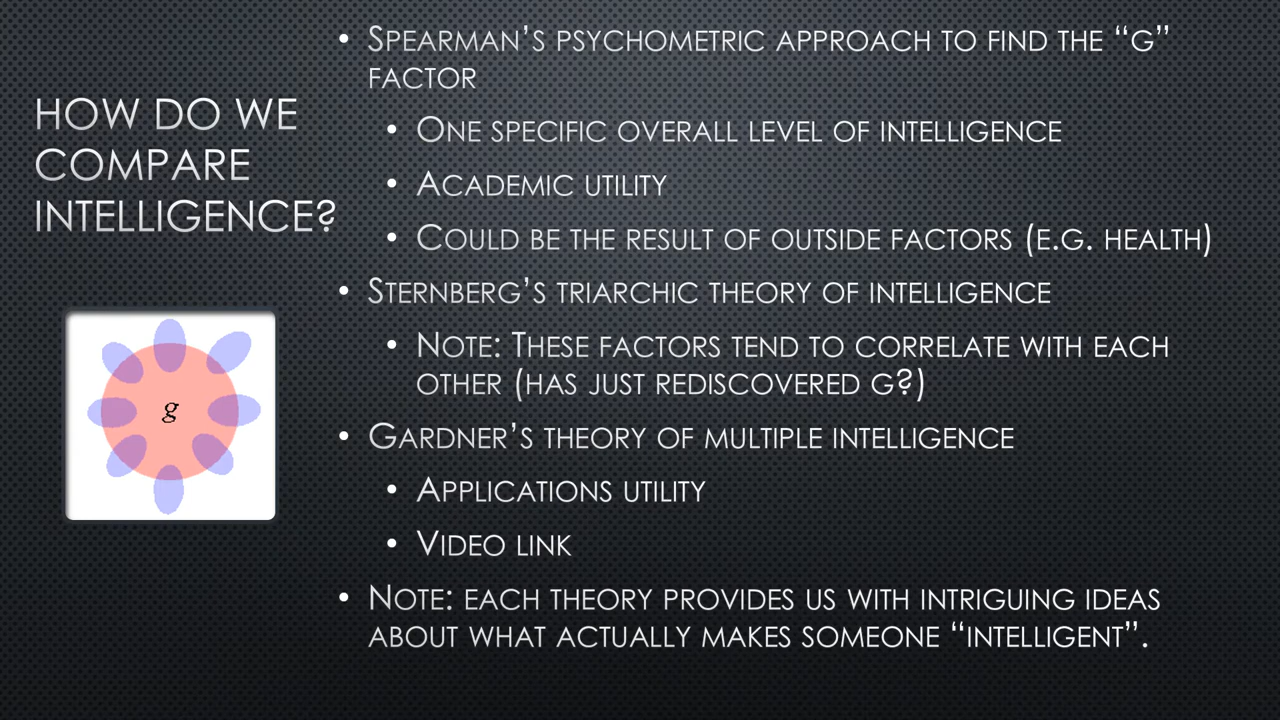 HOW DO WE
COMPARE
INTELLIGENCE?
• SPEARMAN’S PSYCHOMETRIC APPROACH TO FIND THE “G”
FACTOR
• ONE SPECIFIC OVERALL LEVEL OF INTELLIGENCE
• ACADEMIC UTILITY
• COULD BE THE RESULT OF OUTSIDE FACTORS (E.G. HEALTH)
• STERNBERG’S TRIARCHIC THEORY OF INTELLIGENCE
• NOTE: THESE FACTORS TEND TO CORRELATE WITH EACH
OTHER (HAS JUST REDISCOVERED G?)
• GARDNER’S THEORY OF MULTIPLE INTELLIGENCE
• APPLICATIONS UTILITY
• VIDEO LINK
• NOTE: EACH THEORY PROVIDES US WITH INTRIGUING IDEAS
ABOUT WHAT ACTUALLY MAKES SOMEONE “INTELLIGENT”.
g